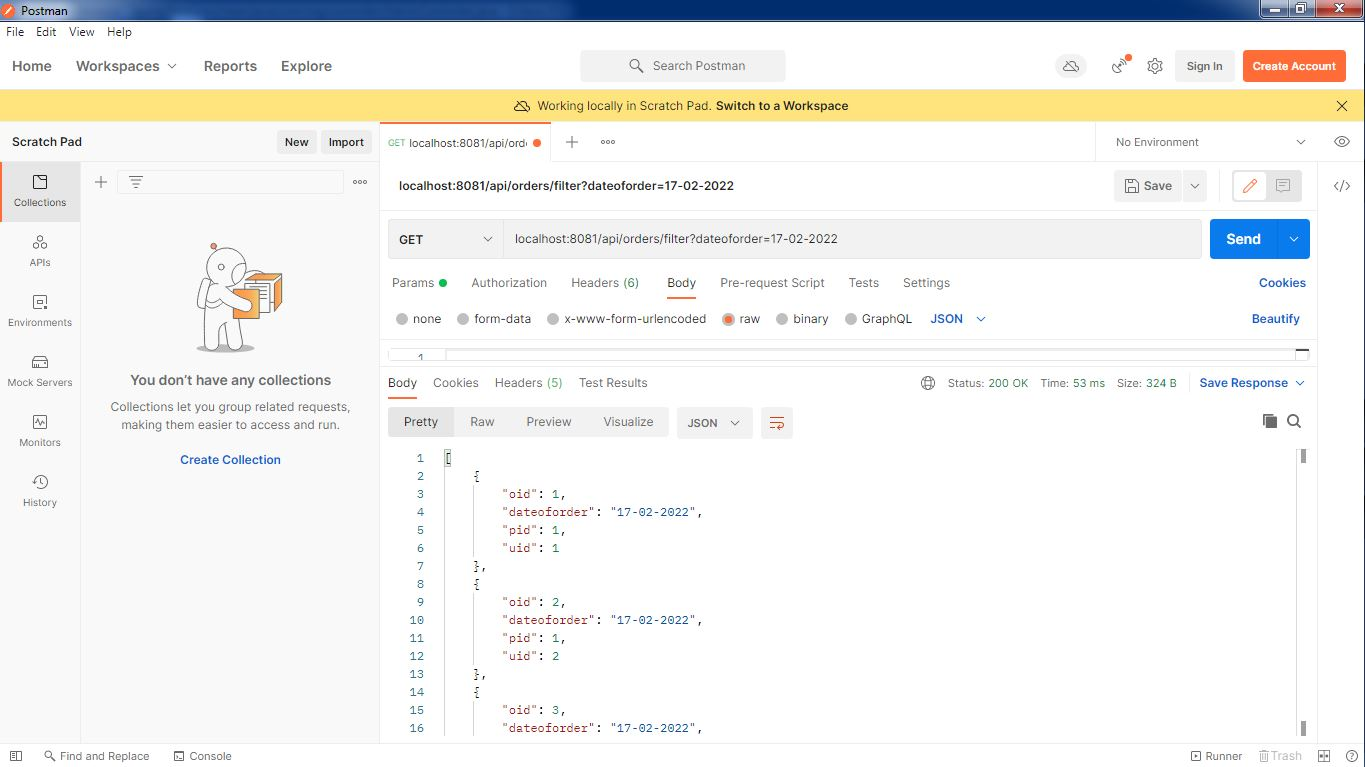 Postman
File Edit View Help
Home Workspaces Reports Explore Search Postman Sign In Create Account
Working locally in Scratch Pad. Switch to a Workspace
Scratch Pad New Import GET localhost:8081/api/ord No Environment
localhost:8081/api/orders/filter?dateoforder=17-02-2022 Save
Collections
APIs
Environments
Mock Servers
Monitors
History
You don't have any collections
Collections let you group related requests,
making them easier to access and run.
Create Collection
GET localhost:8081/api/orders/filter?dateoforder=17-02-2022 Send
Params Authorization Headers (6) Body Pre-request Script Tests Settings Cookies
none form-data x-www-form-urlencoded raw binary GraphQL JSON Beautify
1
Body Cookies Headers (5) Test Results Status: 200 OK Time: 53 ms Size: 324 B Save Response
Pretty Raw Preview Visualize JSON
1 [
2 {
3 "oid": 1,
4 "dateoforder": "17-02-2022",
5 "pid": 1,
6 "uid": 1
7 },
8 {
9 "oid": 2,
10 "dateoforder": "17-02-2022",
11 "pid": 1,
12 "uid": 2
13 },
14 {
15 "oid": 3,
16 "dateoforder": "17-02-2022",
Find and Replace Console Runner Trash